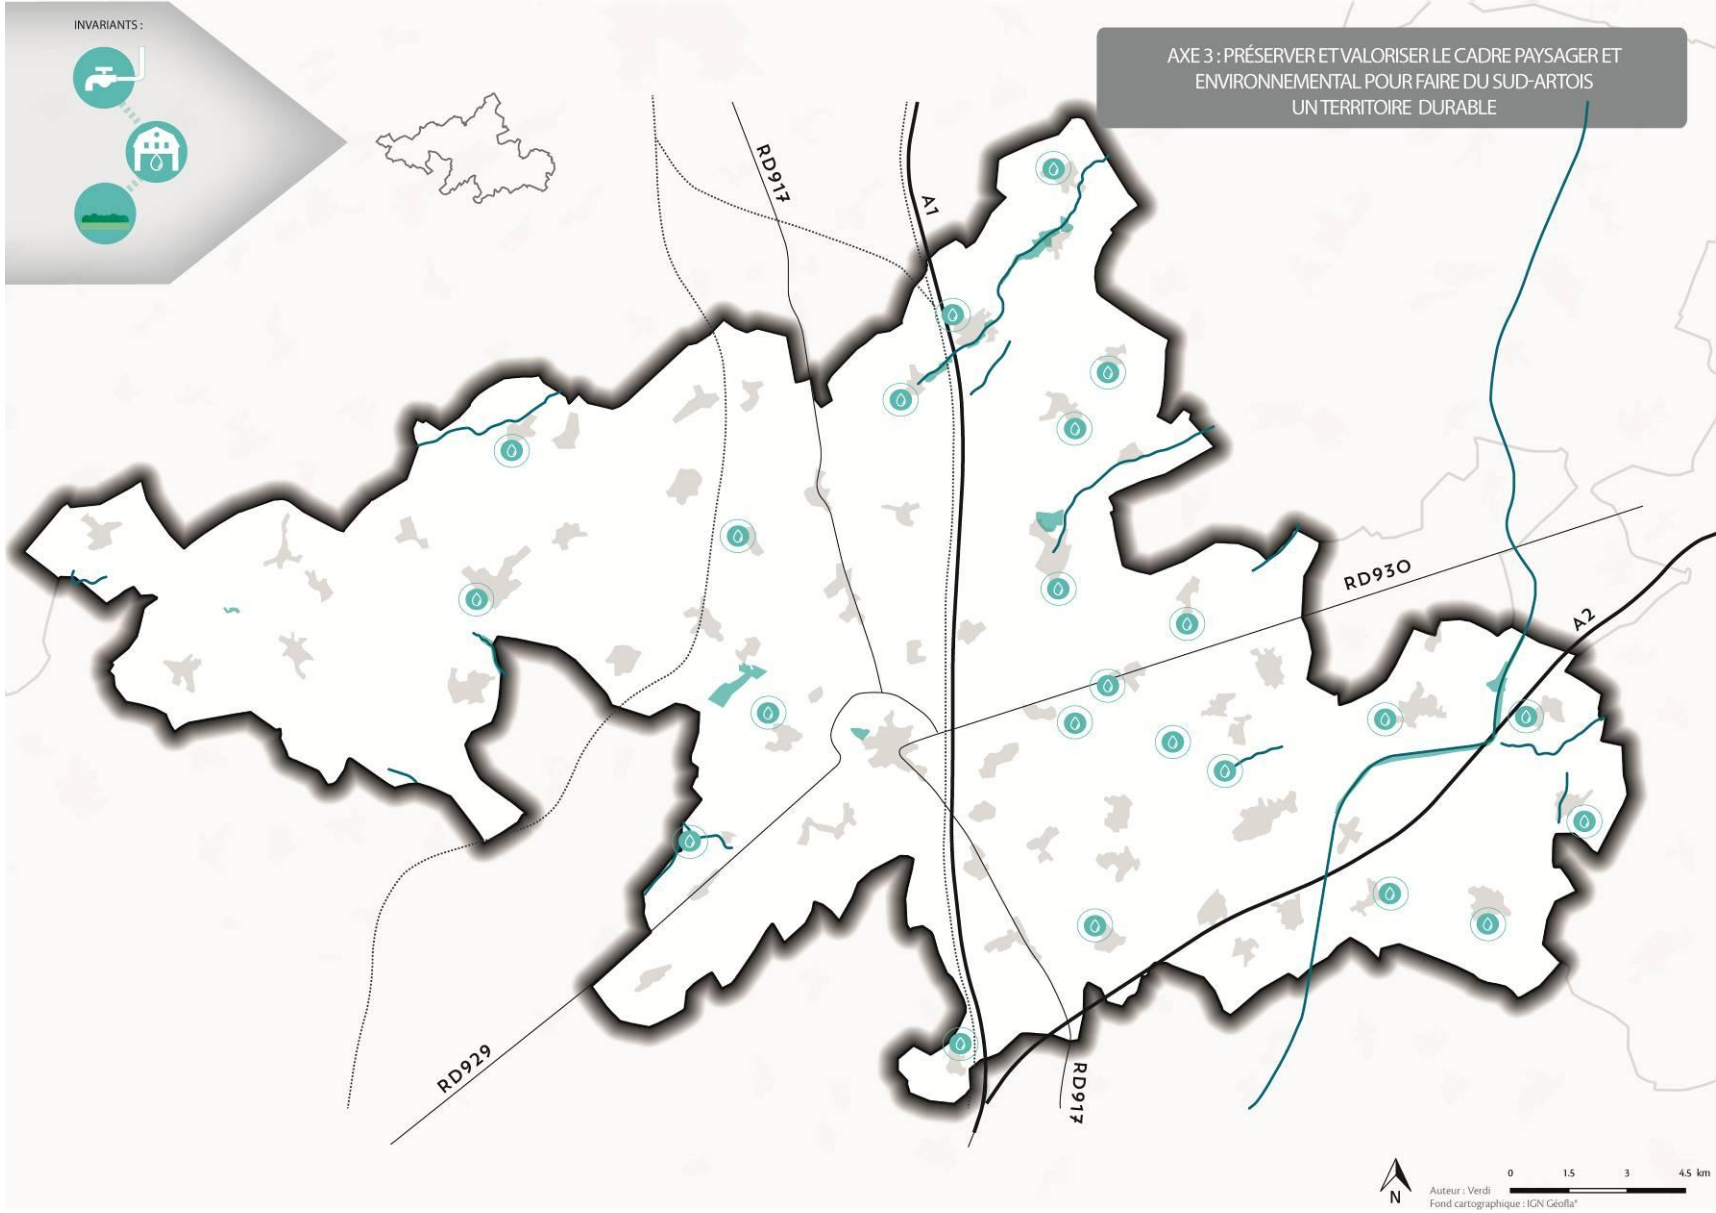 INVARIANTS :
AXE 3 : PRÉSERVER ET VALORISER LE CADRE PAYSAGER ET
ENVIRONNEMENTAL POUR FAIRE DU SUD-ARTOIS
UN TERRITOIRE DURABLE
RD917
A1
RD930
A2
RD929
RD917
N
0 1.5 3 4.5 km
Auteur : Verdi
Fond cartographique : IGN Géofla®